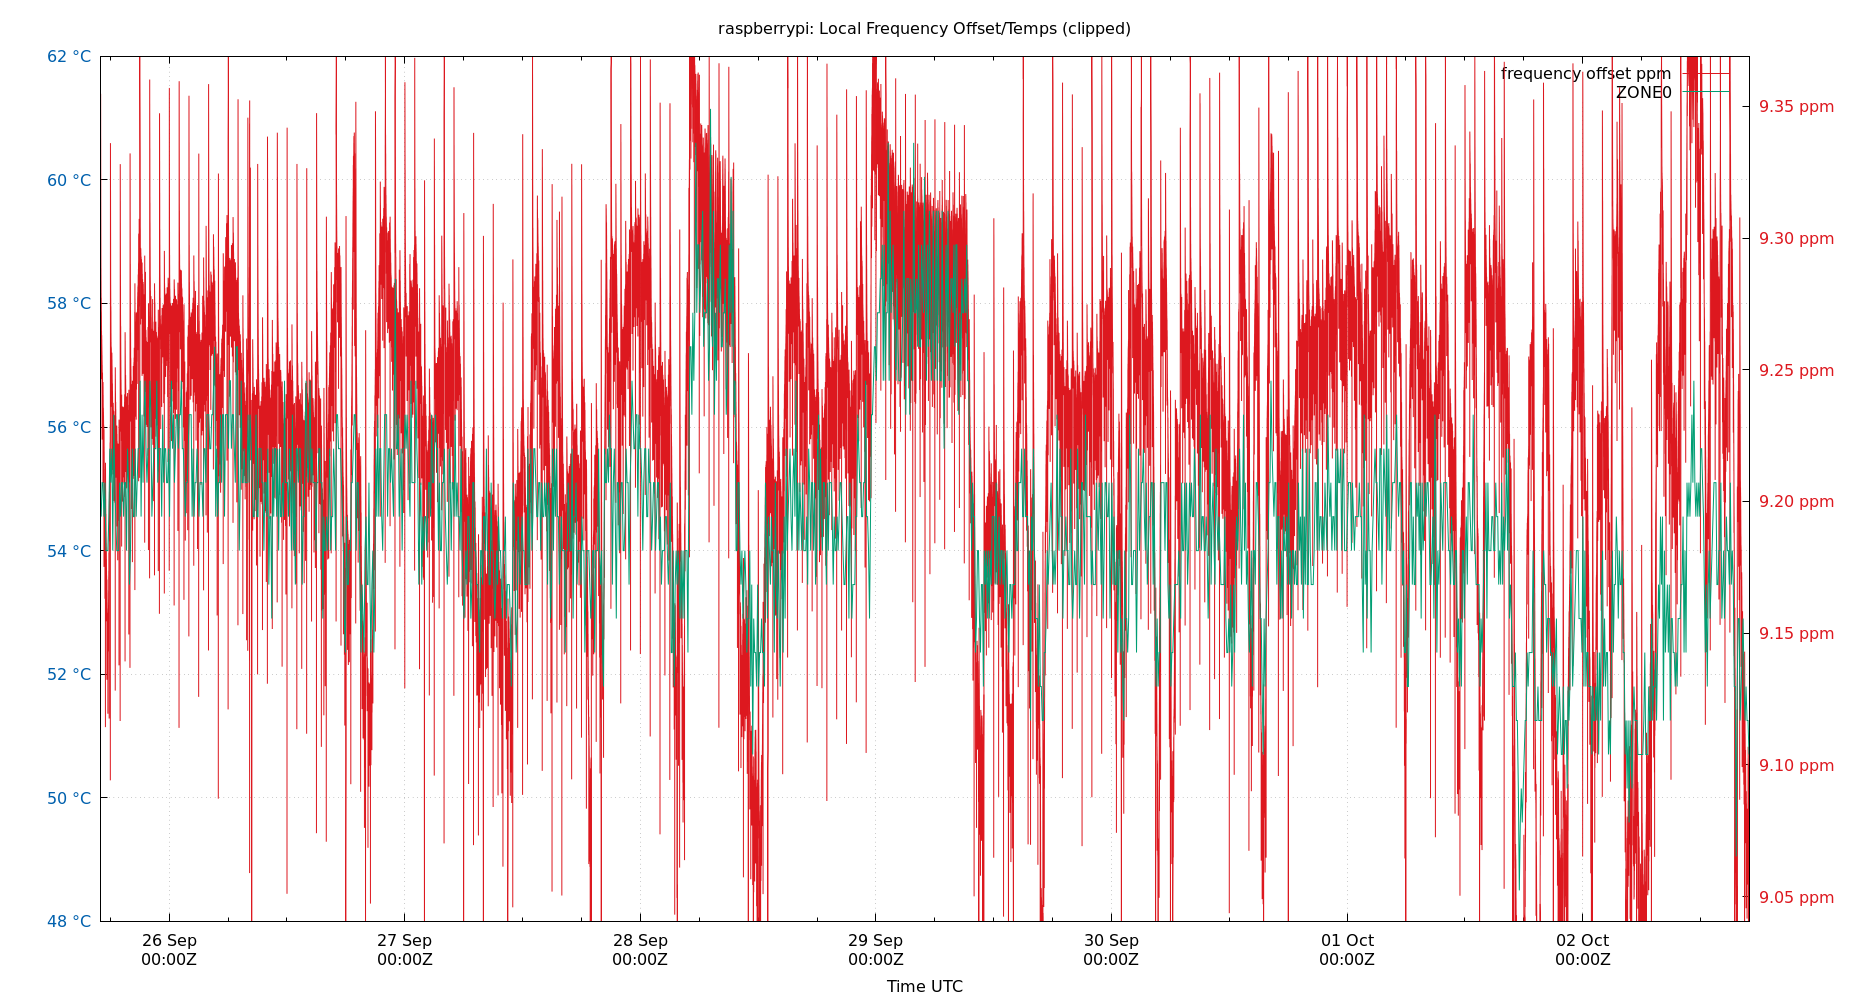 raspberrypi: Local Frequency Offset/Temps (clipped)
62 °C
60 °C
58 °C
56 °C
54 °C
52 °C
50 °C
48 °C
frequency offset ppm
ZONE0
9.35 ppm
9.30 ppm
9.25 ppm
9.20 ppm
9.15 ppm
9.10 ppm
9.05 ppm
26 Sep
00:00Z
27 Sep
00:00Z
28 Sep
00:00Z
29 Sep
00:00Z
30 Sep
00:00Z
01 Oct
00:00Z
02 Oct
00:00Z
Time UTC